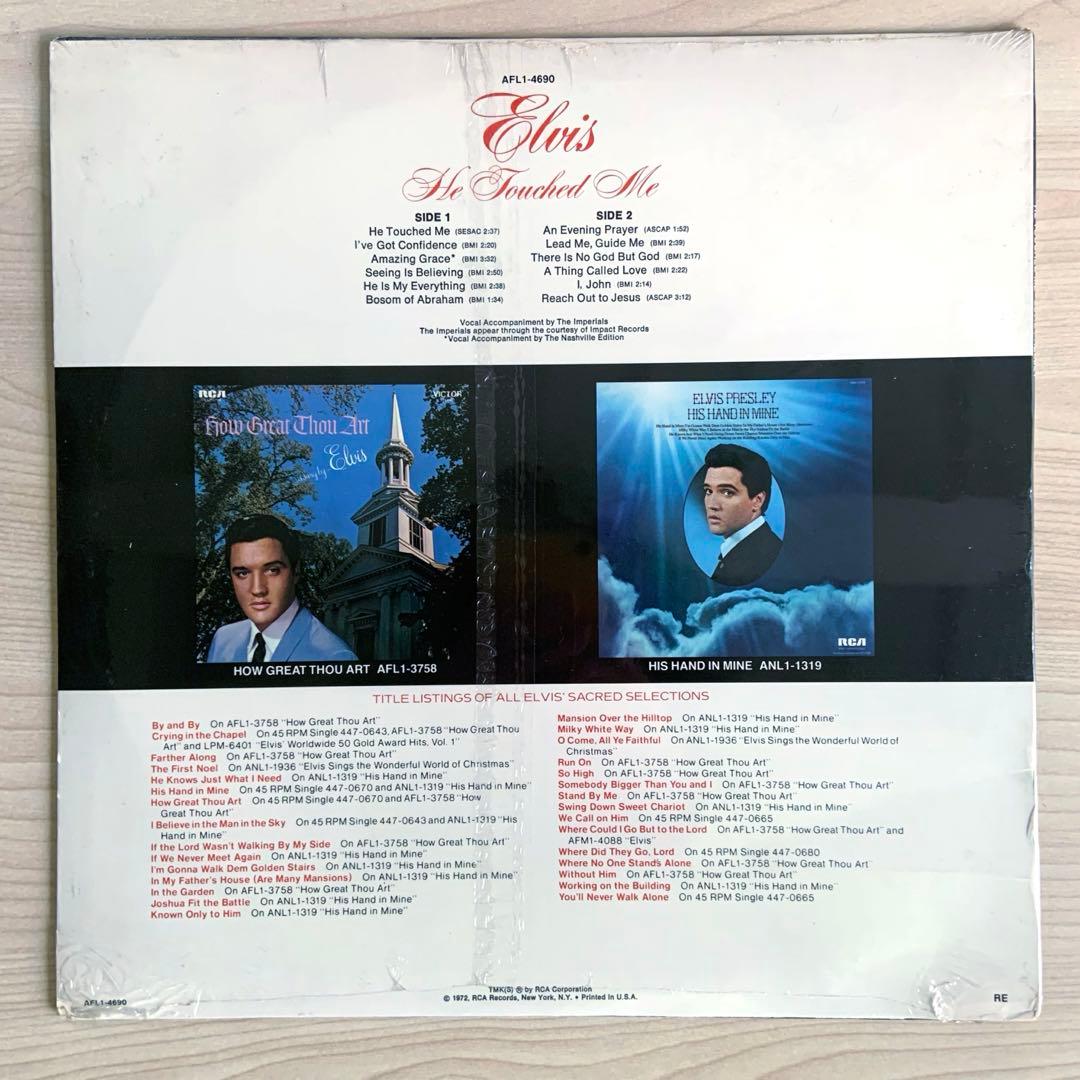 AFL1-4690
Elvis
He Touched Me
SIDE 1
He Touched Me (SESAC 2:37)
I've Got Confidence (BMI 2:20)
Amazing Grace* (BMI 3:32)
Seeing Is Believing (BMI 2:50)
He Is My Everything (BMI 2:38)
Bosom of Abraham (BMI 1:34)
SIDE 2
An Evening Prayer (ASCAP 1:52)
Lead Me, Guide Me (BMI 2:39)
There Is No God But God (BMI 2:17)
A Thing Called Love (BMI 2:22)
I, John (BMI 2:14)
Reach Out to Jesus (ASCAP 3:12)
Vocal Accompaniment by The Imperials
The Imperials appear through the courtesy of Impact Records
*Vocal Accompaniment by The Nashville Edition
RCA VICTOR
How Great Thou Art
Elvis
HOW GREAT THOU ART AFL1-3758
ELVIS PRESLEY
HIS HAND IN MINE
RCA
HIS HAND IN MINE ANL1-1319
TITLE LISTINGS OF ALL ELVIS' SACRED SELECTIONS
By and By On AFL1-3758 "How Great Thou Art"
Crying in the Chapel On 45 RPM Single 447-0643, AFL1-3758 "How Great Thou
Art" and LPM-6401 "Elvis' Worldwide 50 Gold Award Hits, Vol. 1"
Farther Along On AFL1-3758 "How Great Thou Art"
The First Noel On ANL1-1936 "Elvis Sings the Wonderful World of Christmas"
He Knows Just What I Need On ANL1-1319 "His Hand in Mine"
His Hand in Mine On 45 RPM Single 447-0670 and ANL1-1319 "His Hand in Mine"
How Great Thou Art On 45 RPM Single 447-0670 and AFL1-3758 "How
Great Thou Art"
I Believe in the Man in the Sky On 45 RPM Single 447-0643 and ANL1-1319 "His
Hand in Mine"
If the Lord Wasn't Walking By My Side On AFL1-3758 "How Great Thou Art"
If We Never Meet Again On ANL1-1319 "His Hand in Mine"
I'm Gonna Walk Dem Golden Stairs On ANL1-1319 "His Hand in Mine"
In My Father's House (Are Many Mansions) On ANL1-1319 "His Hand in Mine"
In the Garden On AFL1-3758 "How Great Thou Art"
Joshua Fit the Battle On ANL1-1319 "His Hand in Mine"
Known Only to Him On ANL1-1319 "His Hand in Mine"
Mansion Over the Hilltop On ANL1-1319 "His Hand in Mine"
Milky White Way On ANL1-1319 "His Hand in Mine"
O Come, All Ye Faithful On ANL1-1936 "Elvis Sings the Wonderful World of
Christmas"
Run On On AFL1-3758 "How Great Thou Art"
So High On AFL1-3758 "How Great Thou Art"
Somebody Bigger Than You and I On AFL1-3758 "How Great Thou Art"
Stand By Me On AFL1-3758 "How Great Thou Art"
Swing Down Sweet Chariot On ANL1-1319 "His Hand in Mine"
We Call on Him On 45 RPM Single 447-0665
Where Could I Go But to the Lord On AFL1-3758 "How Great Thou Art" and
AFM1-4088 "Elvis"
Where Did They Go, Lord On 45 RPM Single 447-0680
Where No One Stands Alone On AFL1-3758 "How Great Thou Art"
Without Him On AFL1-3758 "How Great Thou Art"
Working on the Building On ANL1-1319 "His Hand in Mine"
You'll Never Walk Alone On 45 RPM Single 447-0665
TMK(S) ® by RCA Corporation
© 1972, RCA Records, New York, N.Y. • Printed in U.S.A.
AFL1-4690
RE